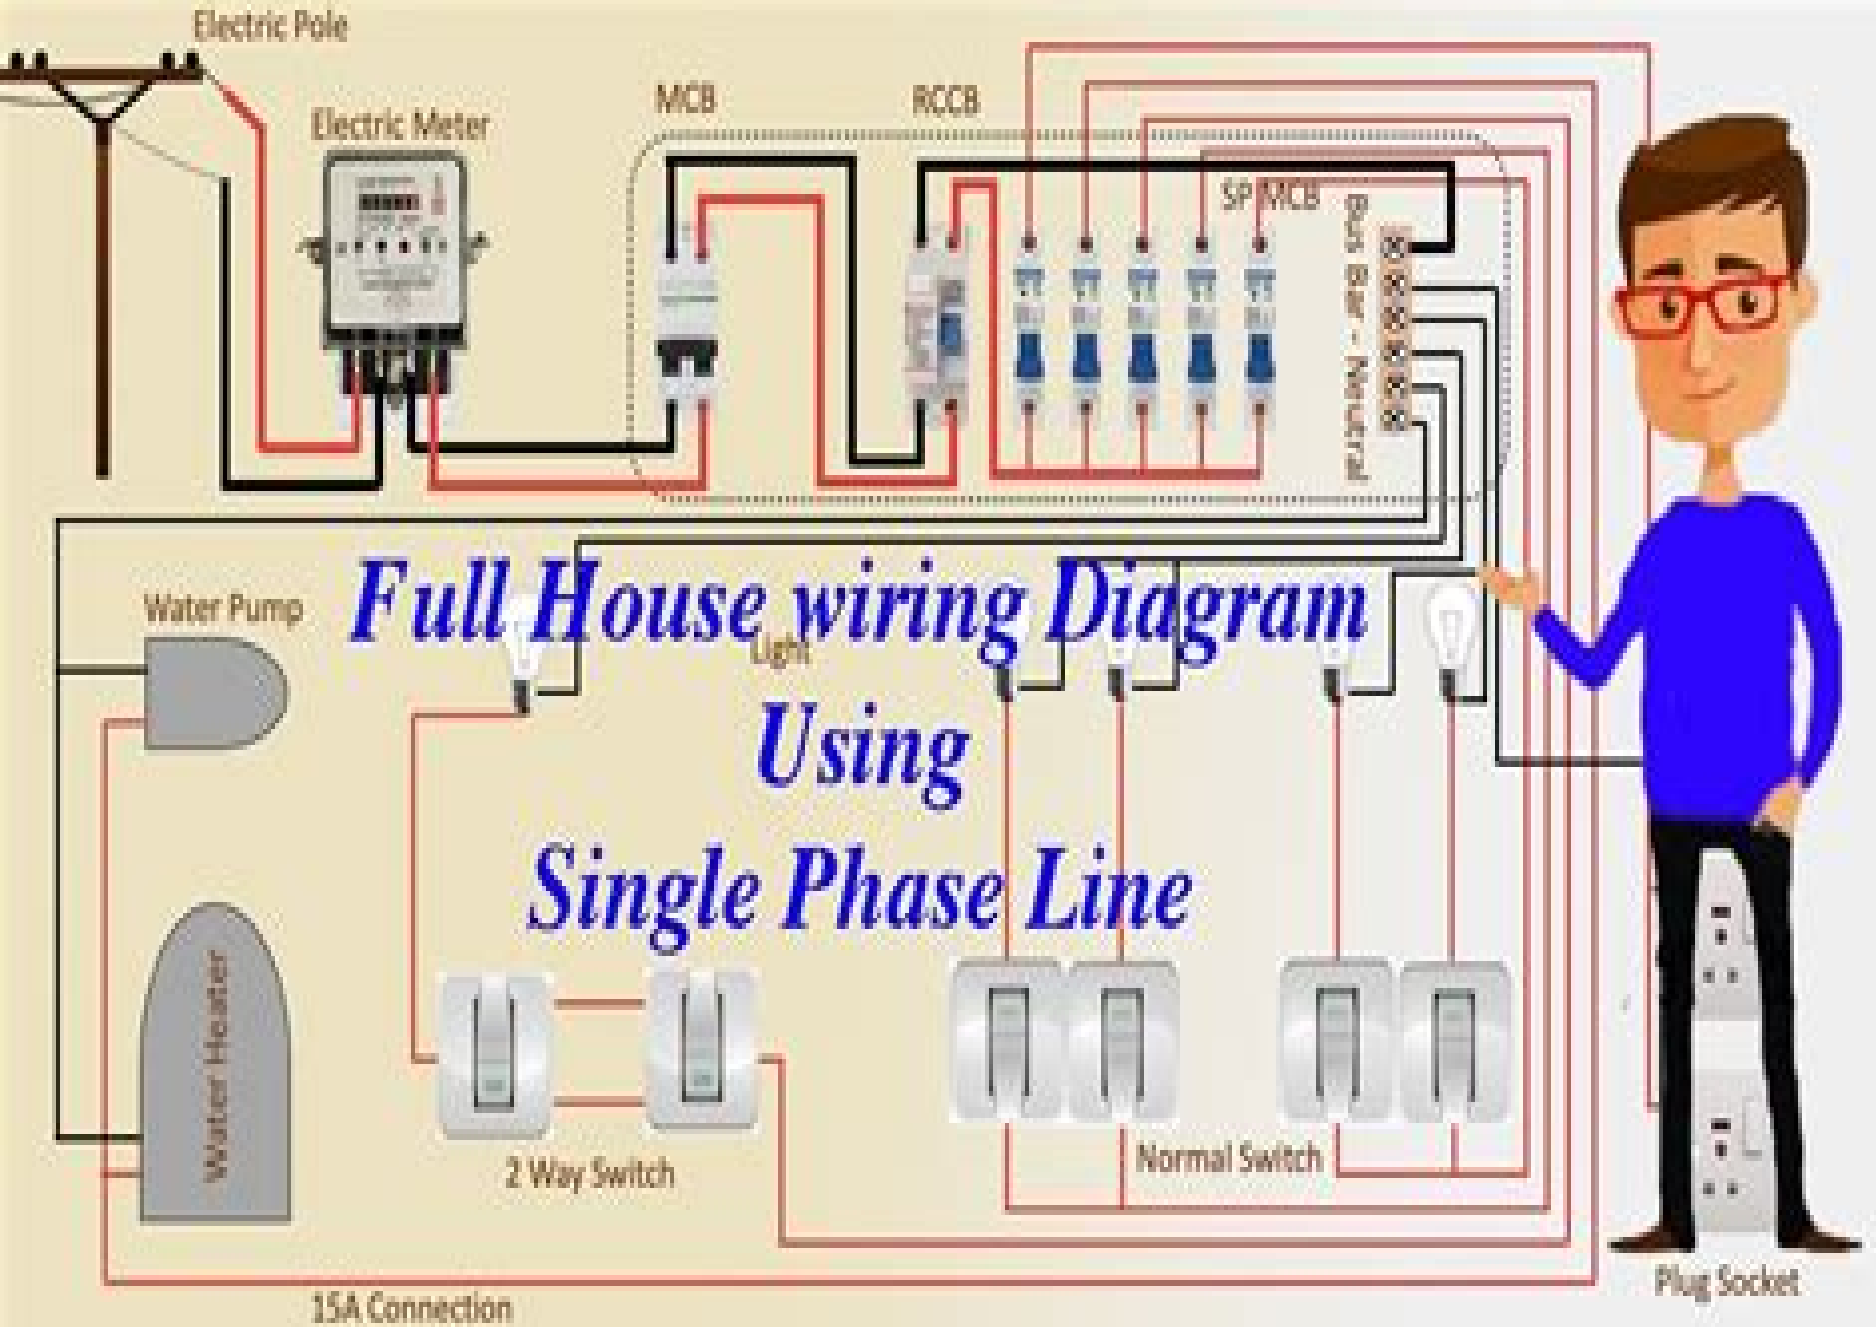 Electric Pole
Electric Meter
MCB
RCCB
SP MCB
Bus Bar - Neutral
Water Pump
Full House wiring Diagram
Light
Using
Single Phase Line
Water Heater
2 Way Switch
Normal Switch
Plug Socket
15A Connection